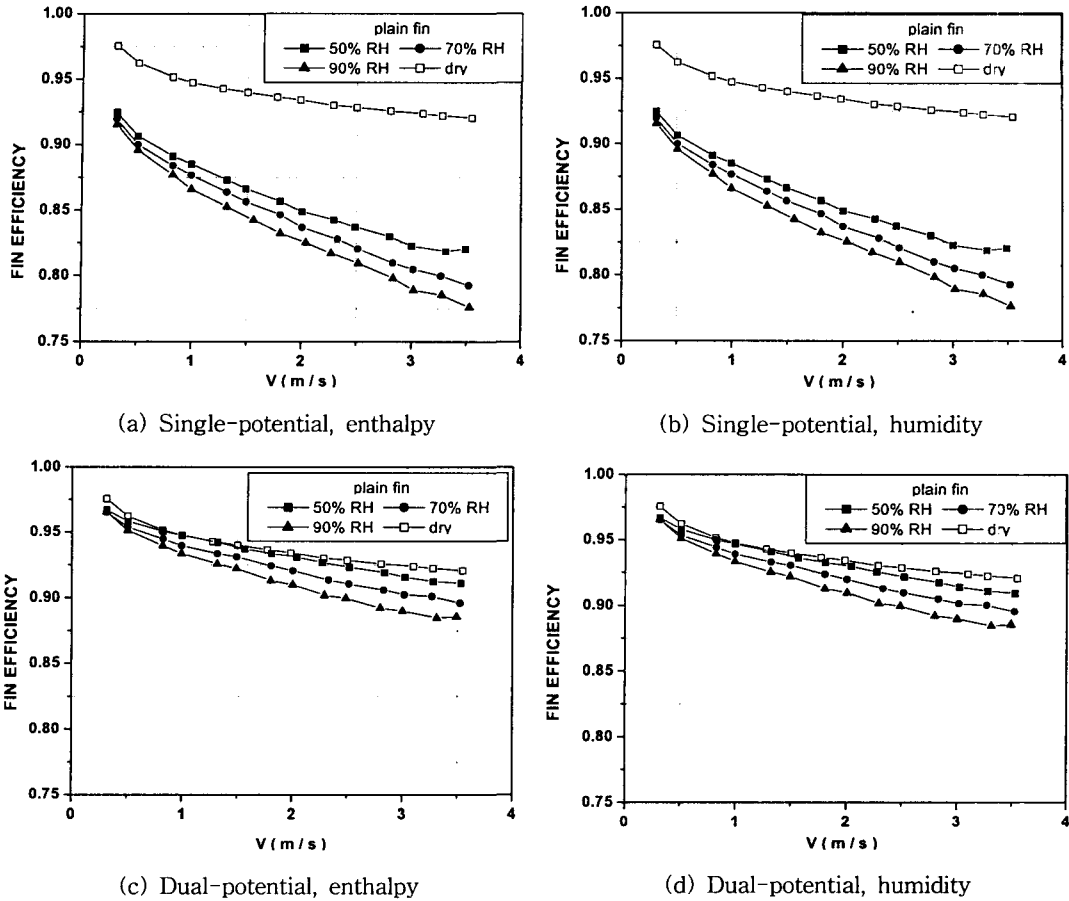 plain fin
50% RH 70% RH
90% RH dry
1.00
0.95
0.90
0.85
0.80
0.75
FIN EFFICIENCY
0 1 2 3 4
V ( m / s )
(a) Single-potential, enthalpy
plain fin
50% RH 70% RH
90% RH dry
1.00
0.95
0.90
0.85
0.80
0.75
FIN EFFICIENCY
0 1 2 3 4
V ( m / s )
(b) Single-potential, humidity
plain fin
50% RH 70% RH
90% RH dry
1.00
0.95
0.90
0.85
0.80
0.75
FIN EFFICIENCY
0 1 2 3 4
V ( m / s )
(c) Dual-potential, enthalpy
plain fin
50% RH 70% RH
90% RH dry
1.00
0.95
0.90
0.85
0.80
0.75
FIN EFFICIENCY
0 1 2 3 4
V ( m / s )
(d) Dual-potential, humidity